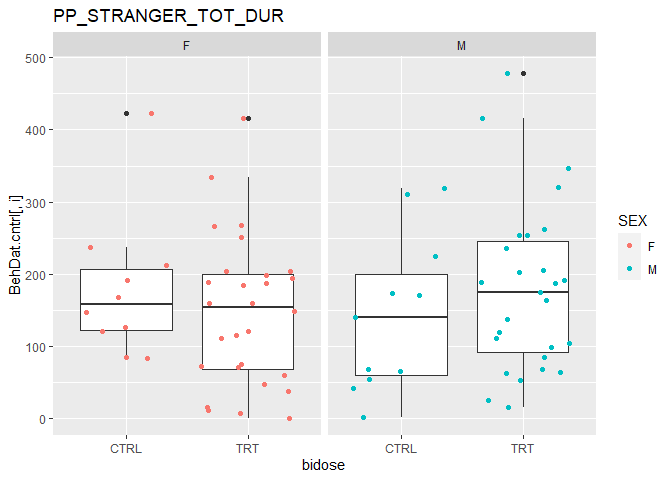 PP_STRANGER_TOT_DUR
F
M
500
400
300
200
100
0
BehDat.cntrl[, i]
CTRL
TRT
CTRL
TRT
bidose
SEX
F
M